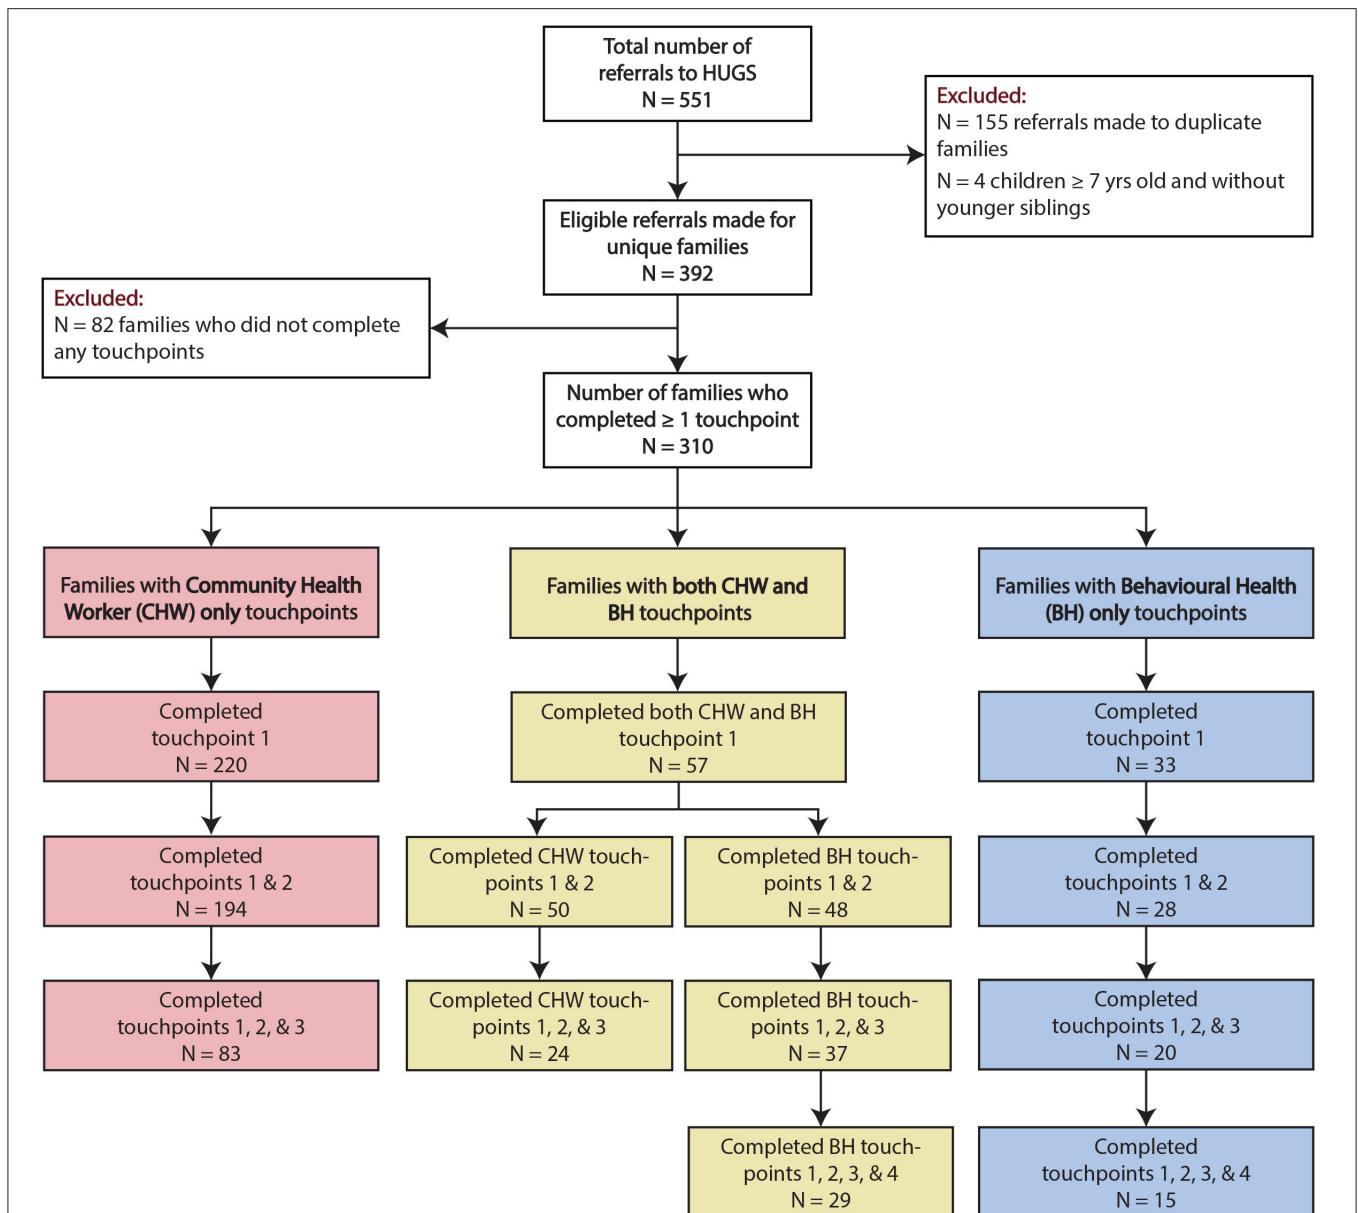 Total number of
referrals to HUGS
N = 551
Excluded:
N = 155 referrals made to duplicate
families
N = 4 children ≥ 7 yrs old and without
younger siblings
Eligible referrals made for
unique families
N = 392
Excluded:
N = 82 families who did not complete
any touchpoints
Number of families who
completed ≥ 1 touchpoint
N = 310
Families with Community Health
Worker (CHW) only touchpoints
Families with both CHW and
BH touchpoints
Families with Behavioural Health
(BH) only touchpoints
Completed
touchpoint 1
N = 220
Completed both CHW and BH
touchpoint 1
N = 57
Completed
touchpoint 1
N = 33
Completed
touchpoints 1 & 2
N = 194
Completed CHW touch-
points 1 & 2
N = 50
Completed BH touch-
points 1 & 2
N = 48
Completed
touchpoints 1 & 2
N = 28
Completed
touchpoints 1, 2, & 3
N = 83
Completed CHW touch-
points 1, 2, & 3
N = 24
Completed BH touch-
points 1, 2, & 3
N = 37
Completed
touchpoints 1, 2, & 3
N = 20
Completed BH touch-
points 1, 2, 3, & 4
N = 29
Completed
touchpoints 1, 2, 3, & 4
N = 15